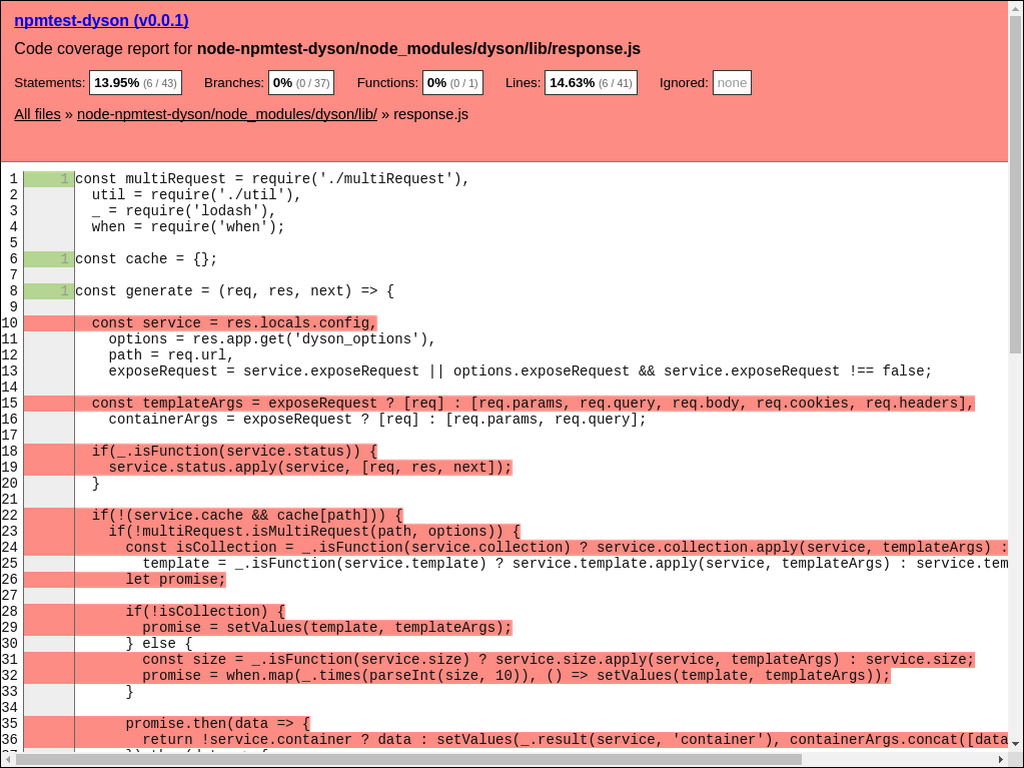 npmtest-dyson (v0.0.1)
Code coverage report for node-npmtest-dyson/node_modules/dyson/lib/response.js
Statements: 13.95% (6 / 43) Branches: 0% (0 / 37) Functions: 0% (0 / 1) Lines: 14.63% (6 / 41) Ignored: none
All files » node-npmtest-dyson/node_modules/dyson/lib/ » response.js
1 1 const multiRequest = require('./multiRequest'),
2 util = require('./util'),
3 _ = require('lodash'),
4 when = require('when');
5
6 1 const cache = {};
7
8 1 const generate = (req, res, next) => {
9
10 const service = res.locals.config,
11 options = res.app.get('dyson_options'),
12 path = req.url,
13 exposeRequest = service.exposeRequest || options.exposeRequest && service.exposeRequest !== false;
14
15 const templateArgs = exposeRequest ? [req] : [req.params, req.query, req.body, req.cookies, req.headers],
16 containerArgs = exposeRequest ? [req] : [req.params, req.query];
17
18 if(_.isFunction(service.status)) {
19 service.status.apply(service, [req, res, next]);
20 }
21
22 if(!(service.cache && cache[path])) {
23 if(!multiRequest.isMultiRequest(path, options)) {
24 const isCollection = _.isFunction(service.collection) ? service.collection.apply(service, templateArgs) :
25 template = _.isFunction(service.template) ? service.template.apply(service, templateArgs) : service.tem
26 let promise;
27
28 if(!isCollection) {
29 promise = setValues(template, templateArgs);
30 } else {
31 const size = _.isFunction(service.size) ? service.size.apply(service, templateArgs) : service.size;
32 promise = when.map(_.times(parseInt(size, 10)), () => setValues(template, templateArgs));
33 }
34
35 promise.then(data => {
36 return !service.container ? data : setValues(_.result(service, 'container'), containerArgs.concat([data